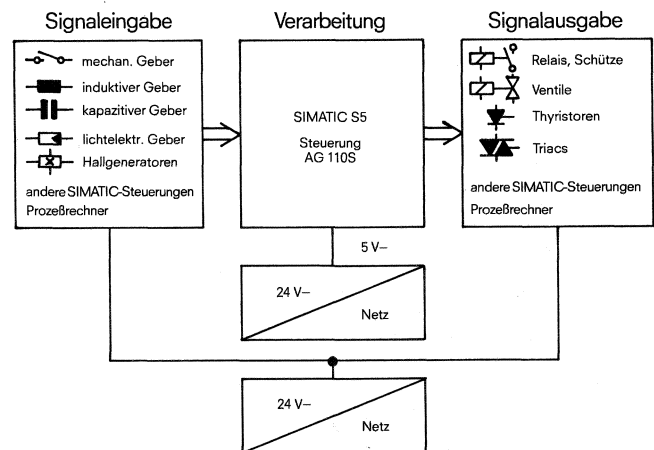 Signaleingabe
mechan. Geber
induktiver Geber
kapazitiver Geber
lichtelektr. Geber
Hallgeneratoren
andere SIMATIC-Steuerungen
Prozeßrechner
Verarbeitung
SIMATIC S5
Steuerung
AG 110S
Signalausgabe
Relais, Schütze
Ventile
Thyristoren
Triacs
andere SIMATIC-Steuerungen
Prozeßrechner
5 V–
24 V–
Netz
24 V–
Netz